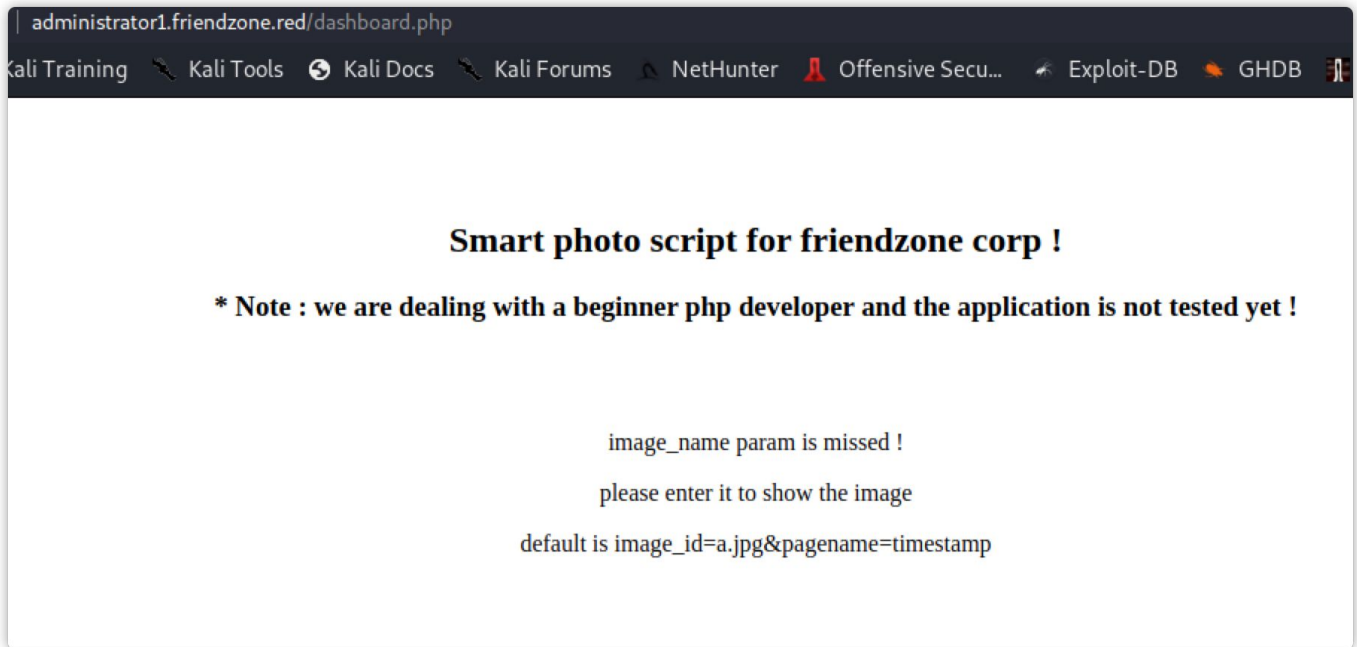 administrator1.friendzone.red/dashboard.php
Kali Training Kali Tools Kali Docs Kali Forums NetHunter Offensive Secu... Exploit-DB GHDB
Smart photo script for friendzone corp !
* Note : we are dealing with a beginner php developer and the application is not tested yet !
image_name param is missed !
please enter it to show the image
default is image_id=a.jpg&pagename=timestamp